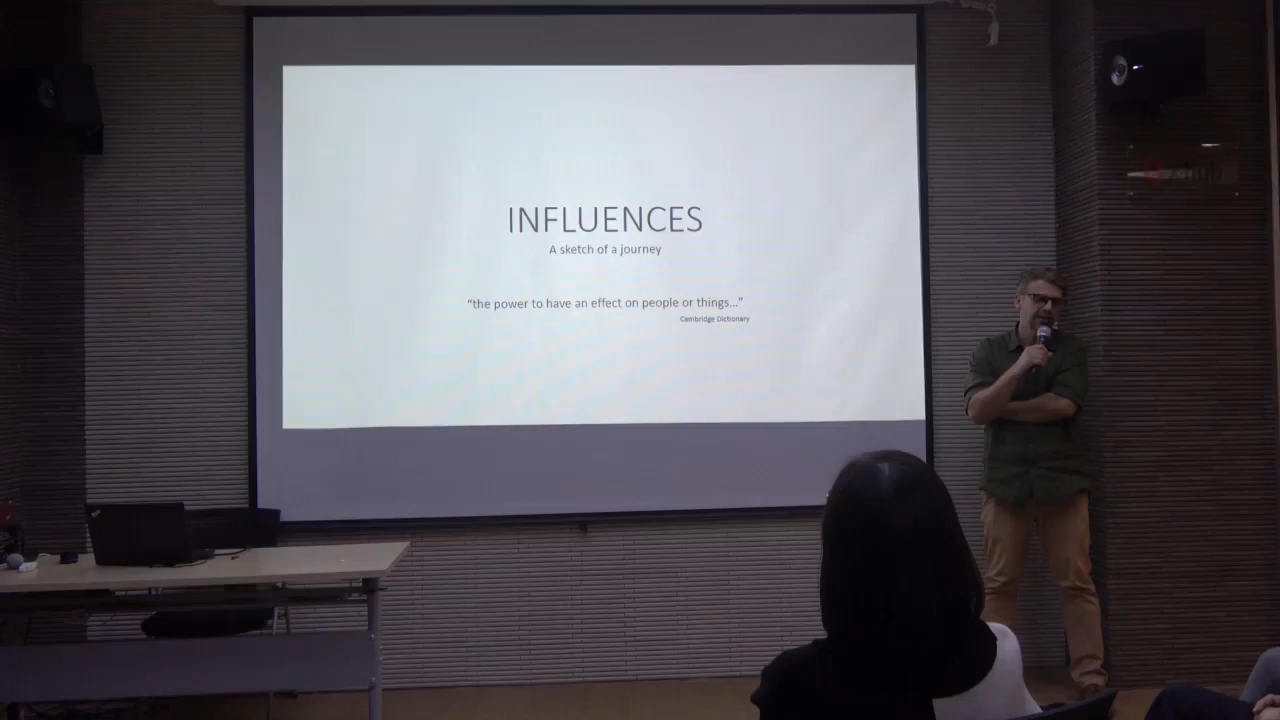 INFLUENCES
A sketch of a journey
“the power to have an effect on people or things...”
Cambridge Dictionary